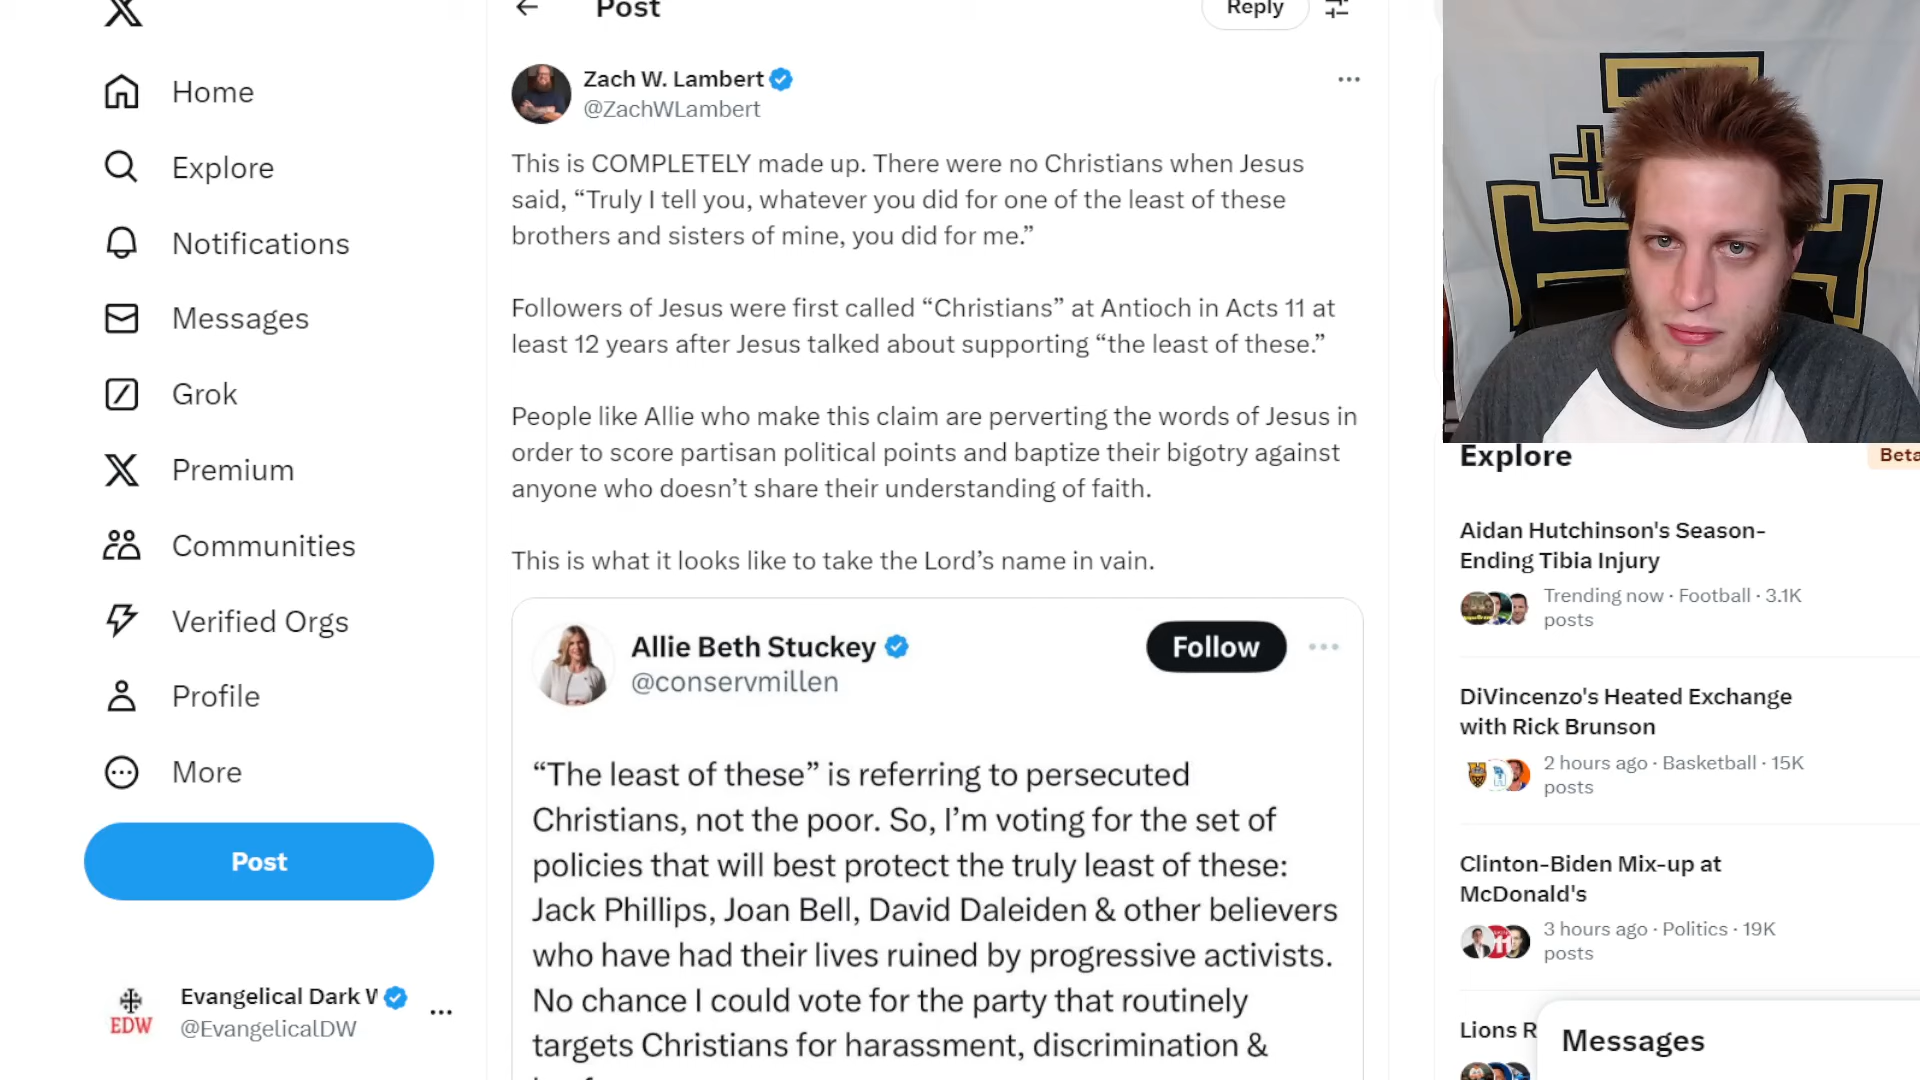 Post
Reply
Home
Explore
Notifications
Messages
Grok
Premium
Communities
Verified Orgs
Profile
More
Post
Evangelical Dark
@EvangelicalDW
EDW
Zach W. Lambert
@ZachWLambert
This is COMPLETELY made up. There were no Christians when Jesus
said, “Truly I tell you, whatever you did for one of the least of these
brothers and sisters of mine, you did for me.”
Followers of Jesus were first called “Christians” at Antioch in Acts 11 at
least 12 years after Jesus talked about supporting “the least of these.”
People like Allie who make this claim are perverting the words of Jesus in
order to score partisan political points and baptize their bigotry against
anyone who doesn’t share their understanding of faith.
This is what it looks like to take the Lord’s name in vain.
Allie Beth Stuckey
@conservmillen
Follow
“The least of these” is referring to persecuted
Christians, not the poor. So, I’m voting for the set of
policies that will best protect the truly least of these:
Jack Phillips, Joan Bell, David Daleiden & other believers
who have had their lives ruined by progressive activists.
No chance I could vote for the party that routinely
targets Christians for harassment, discrimination &
Explore
Beta
Aidan Hutchinson's Season-
Ending Tibia Injury
Trending now · Football · 3.1K
posts
DiVincenzo's Heated Exchange
with Rick Brunson
2 hours ago · Basketball · 15K
posts
Clinton-Biden Mix-up at
McDonald's
3 hours ago · Politics · 19K
posts
Lions
Messages